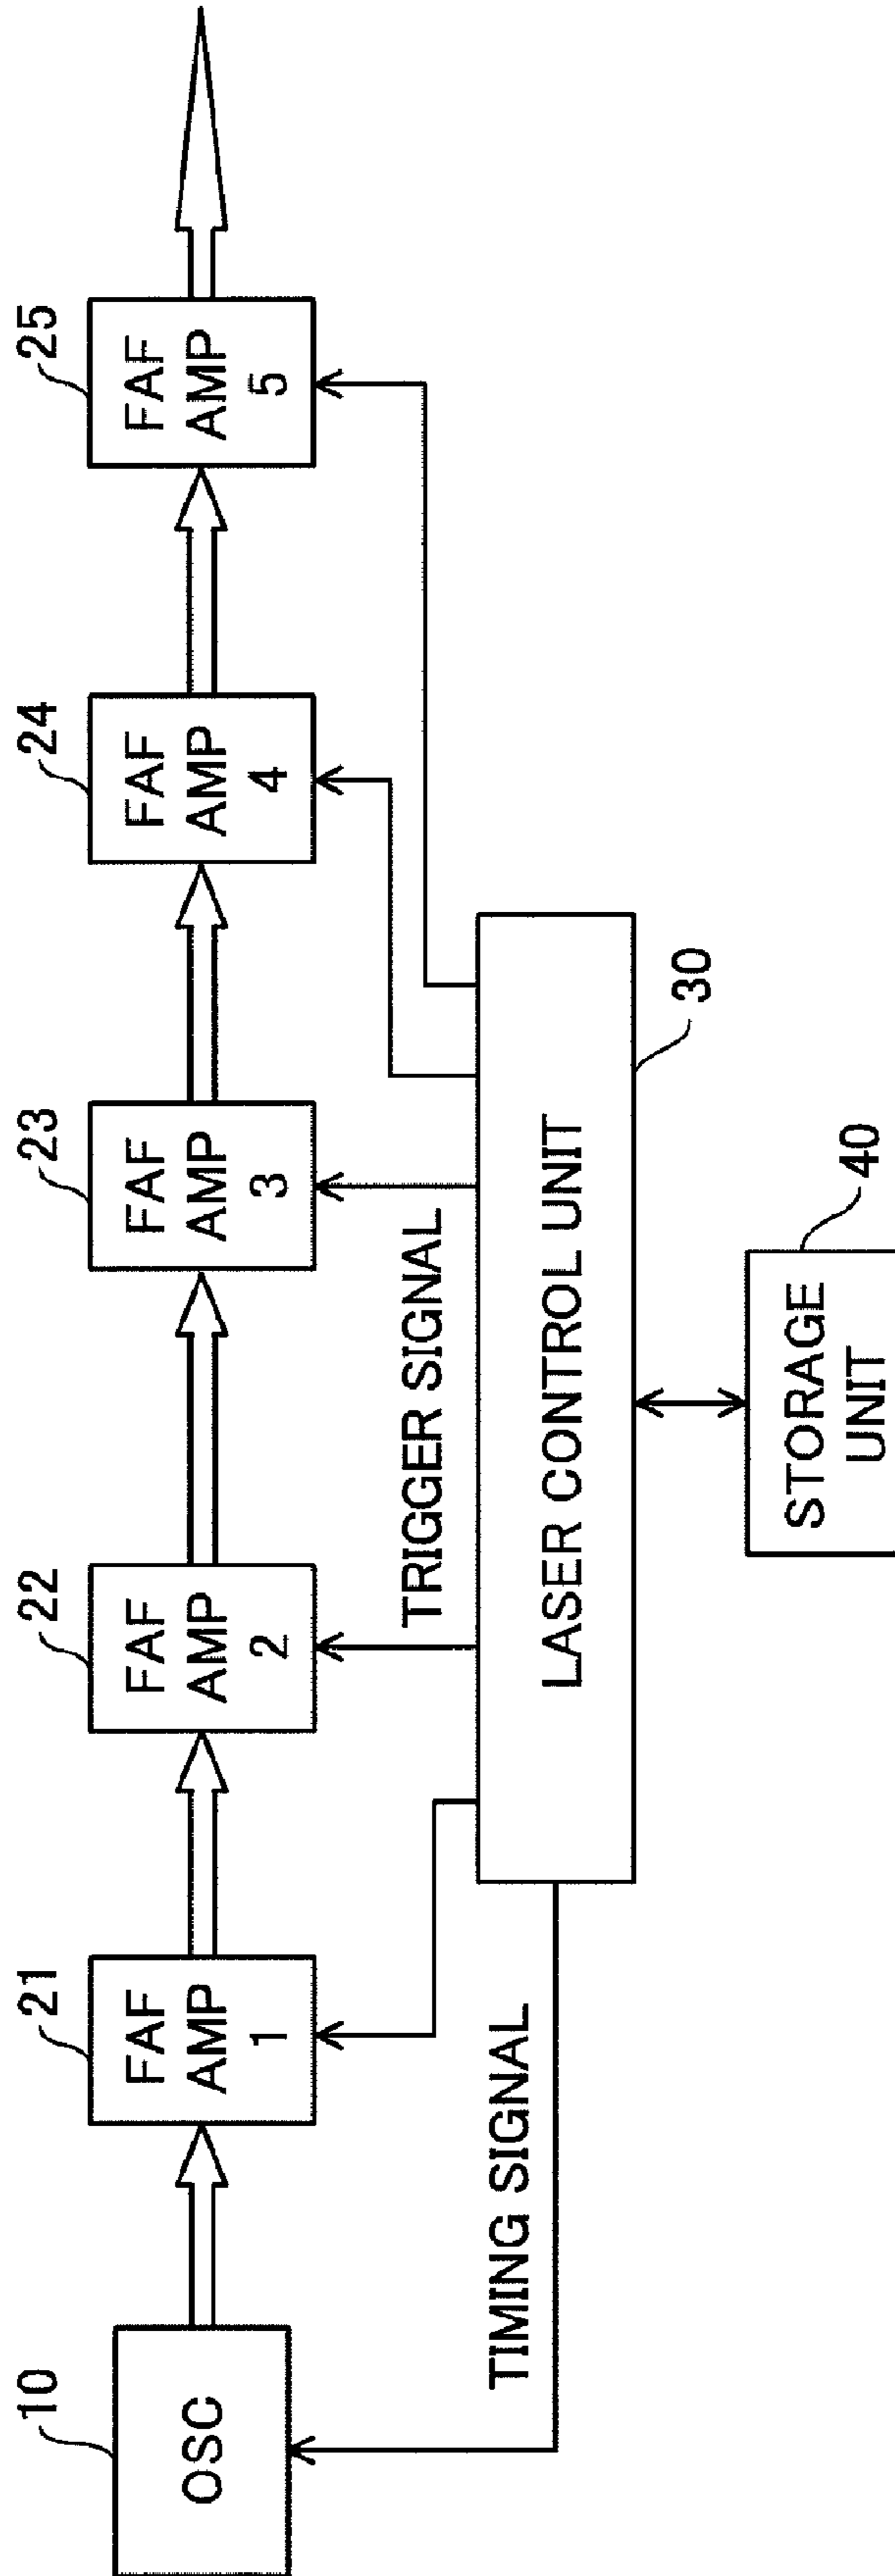 10
OSC
21
FAF
AMP
1
22
FAF
AMP
2
23
FAF
AMP
3
24
FAF
AMP
4
25
FAF
AMP
5
TIMING SIGNAL
TRIGGER SIGNAL
LASER CONTROL UNIT
30
40
STORAGE
UNIT